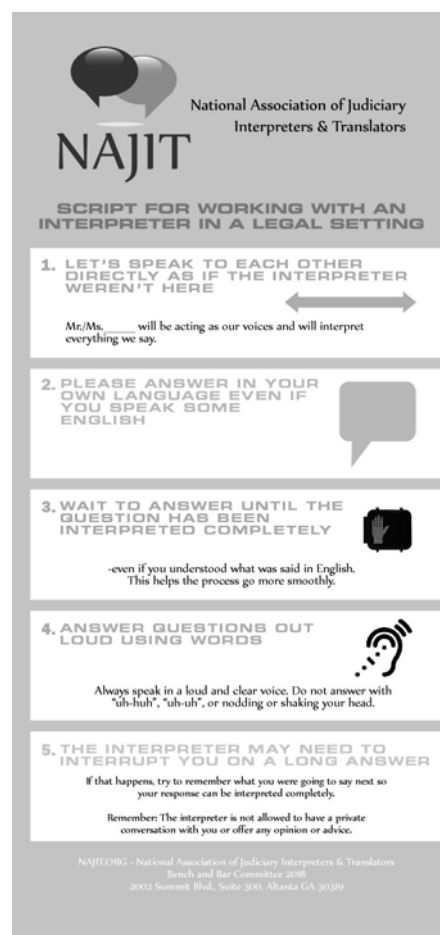 National Association of Judiciary
Interpreters & Translators
NAJIT
SCRIPT FOR WORKING WITH AN
INTERPRETER IN A LEGAL SETTING
1. LET'S SPEAK TO EACH OTHER
DIRECTLY AS IF THE INTERPRETER
WEREN'T HERE
Mr./Ms._____ will be acting as our voices and will interpret
everything we say.
2. PLEASE ANSWER IN YOUR
OWN LANGUAGE EVEN IF
YOU SPEAK SOME
ENGLISH
3. WAIT TO ANSWER UNTIL THE
QUESTION HAS BEEN
INTERPRETED COMPLETELY
-even if you understood what was said in English.
This helps the process go more smoothly.
4. ANSWER QUESTIONS OUT
LOUD USING WORDS
Always speak in a loud and clear voice. Do not answer with
"uh-huh", "uh-uh", or nodding or shaking your head.
5. THE INTERPRETER MAY NEED TO
INTERRUPT YOU ON A LONG ANSWER
If that happens, try to remember what you were going to say next so
your response can be interpreted completely.
Remember: The interpreter is not allowed to have a private
conversation with you or offer any opinion or advice.
NAJIT.ORG - National Association of Judiciary Interpreters & Translators
Bench and Bar Committee 2018
2002 Summit Blvd., Suite 300, Altanta GA 30319